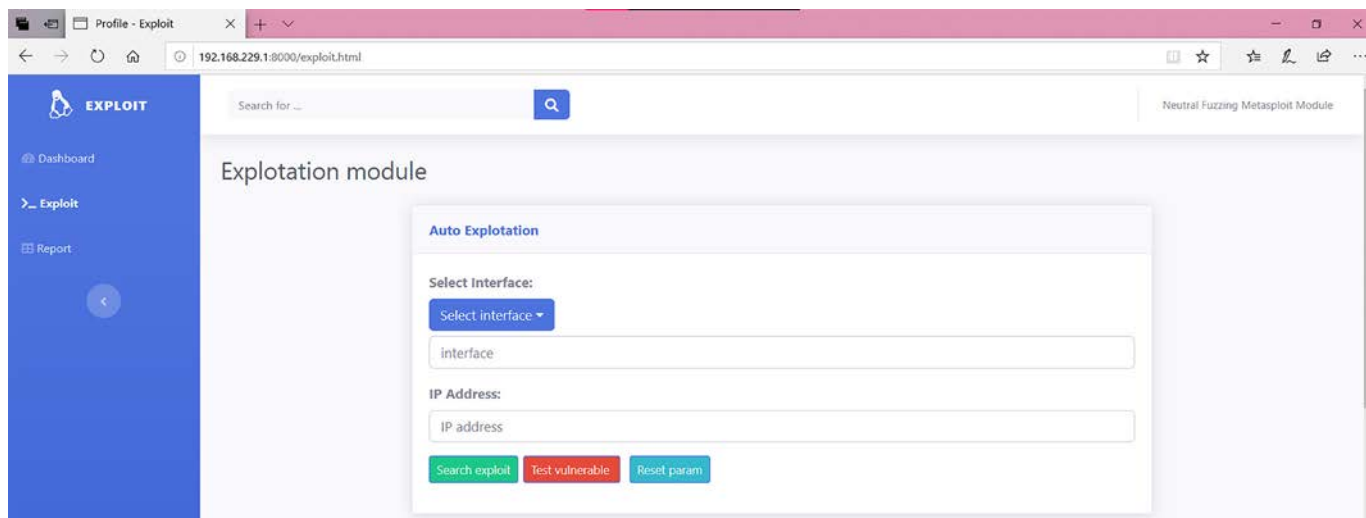 Profile - Exploit
192.168.229.1:8000/exploit.html
EXPLOIT
Search for ...
Neutral Fuzzing Metasploit Module
Dashboard
Exploit
Report
Explotation module
Auto Explotation
Select Interface:
Select interface
interface
IP Address:
IP address
Search exploit Test vulnerable Reset param